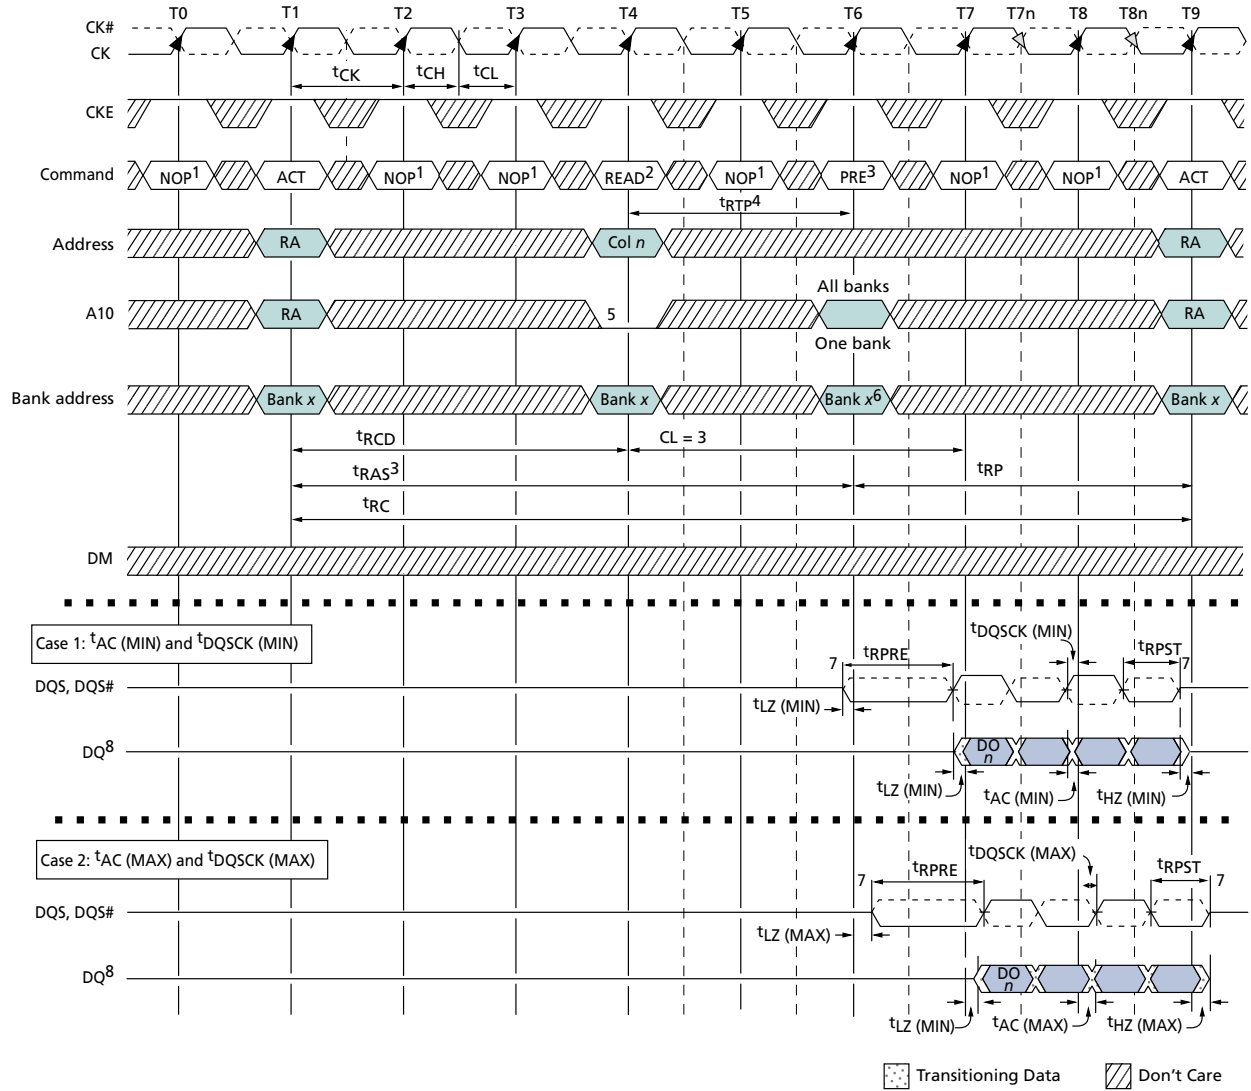 T0 T1 T2 T3 T4 T5 T6 T7 T7n T8 T8n T9
CK#
CK
tCK tCH tCL
CKE
Command NOP1 ACT NOP1 NOP1 READ2 NOP1 PRE3 NOP1 NOP1 ACT
tRTP4
Address RA Col n RA
All banks
A10 RA 5 RA
One bank
Bank address Bank x Bank x Bank x6 Bank x
tRCD CL = 3
tRAS3 tRP
tRC
DM
Case 1: tAC (MIN) and tDQSCK (MIN)
tDQSCK (MIN)
7 tRPRE tRPST 7
DQS, DQS#
tLZ (MIN)
DQ8 DO
n
tLZ (MIN) tAC (MIN) tHZ (MIN)
Case 2: tAC (MAX) and tDQSCK (MAX)
tDQSCK (MAX)
7 tRPRE tRPST 7
DQS, DQS#
tLZ (MAX)
DQ8 DO
n
tLZ (MIN) tAC (MAX) tHZ (MAX)
Transitioning Data Don't Care